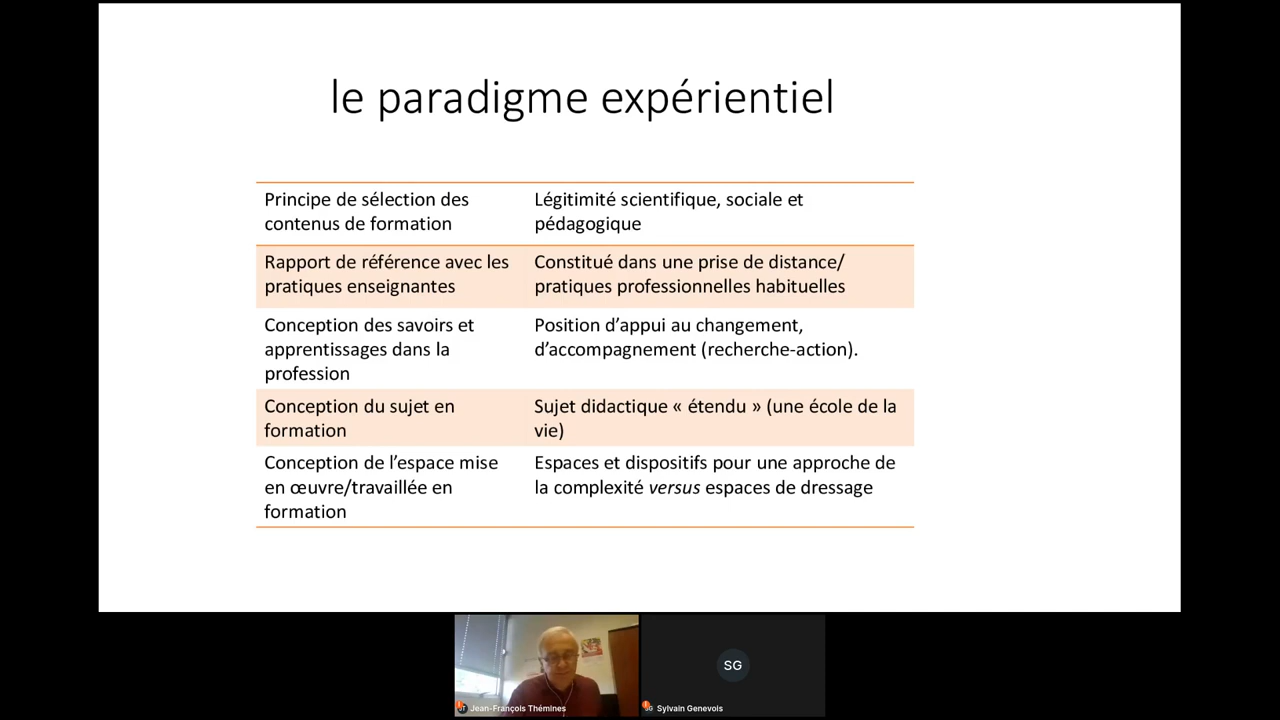 le paradigme expérientiel
Principe de sélection des
contenus de formation
Légitimité scientifique, sociale et
pédagogique
Rapport de référence avec les
pratiques enseignantes
Constitué dans une prise de distance/
pratiques professionnelles habituelles
Conception des savoirs et
apprentissages dans la
profession
Position d’appui au changement,
d’accompagnement (recherche-action).
Conception du sujet en
formation
Sujet didactique « étendu » (une école de la
vie)
Conception de l’espace mise
en œuvre/travaillée en
formation
Espaces et dispositifs pour une approche de
la complexité versus espaces de dressage
SG
Jean-François Thémines
Sylvain Genevois